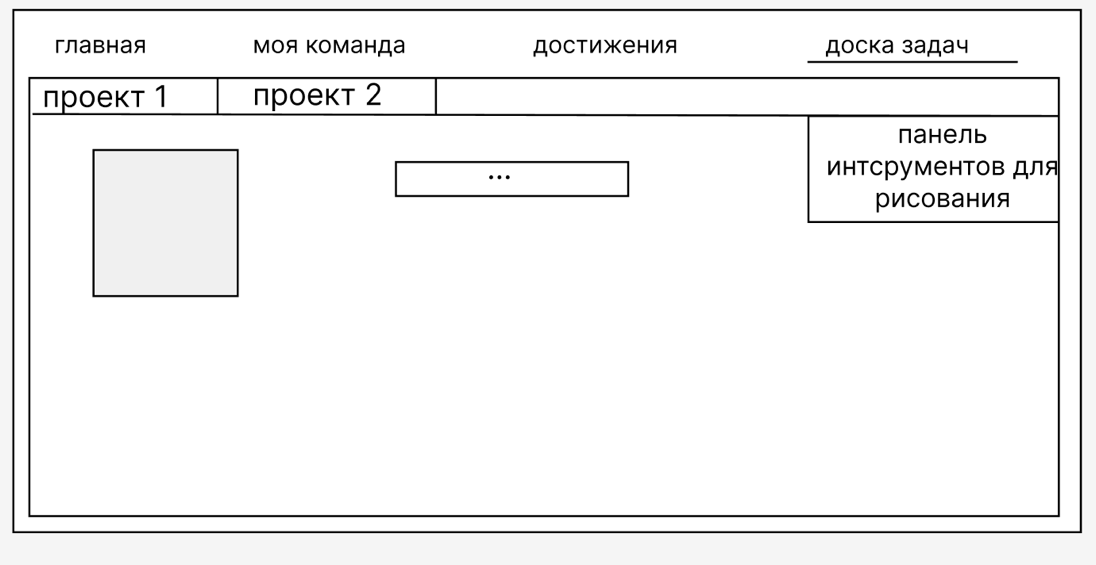 главная моя команда достижения доска задач
проект 1 проект 2
панель
интсрументов для
рисования
...